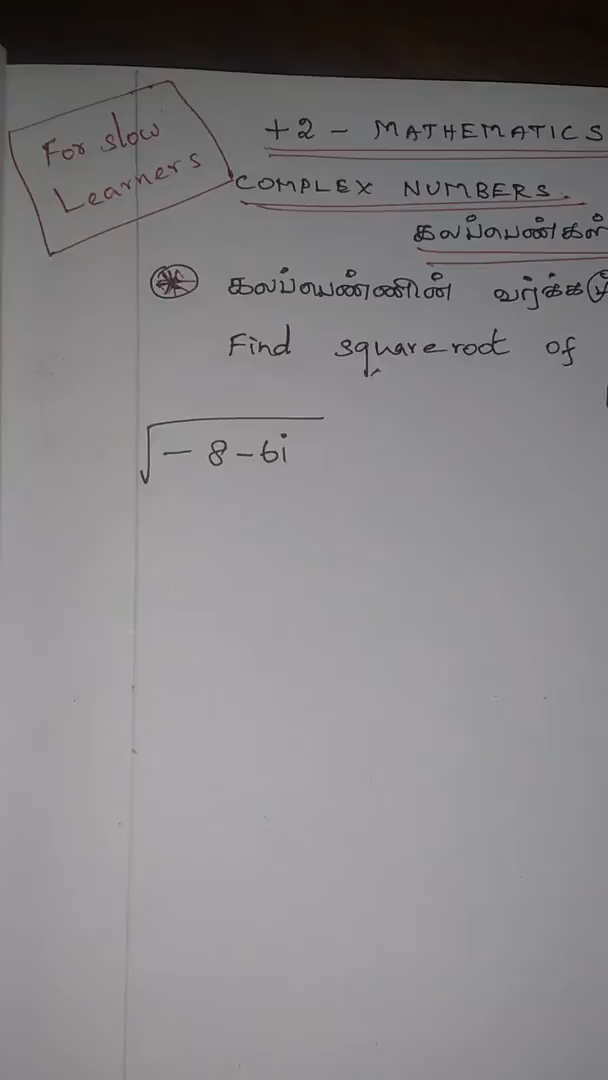 For slow
Learners
+2 - MATHEMATICS
COMPLEX NUMBERS.
கலப்பெண்கள்
கலப்பெண்ணின் வர்க்க
Find squareroot of
√-8-6i